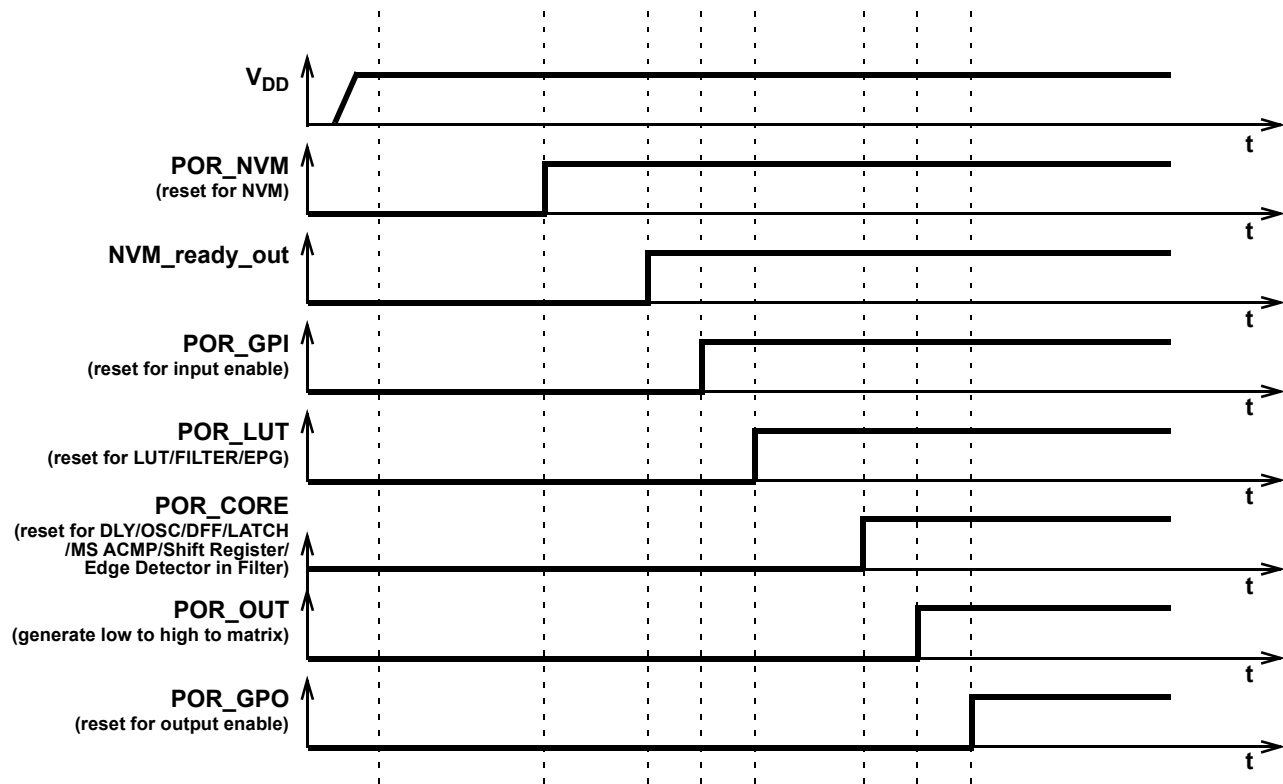 VDD
t
POR_NVM
(reset for NVM)
t
NVM_ready_out
t
POR_GPI
(reset for input enable)
t
POR_LUT
(reset for LUT/FILTER/EPG)
t
POR_CORE
(reset for DLY/OSC/DFF/LATCH
/MS ACMP/Shift Register/
Edge Detector in Filter)
t
POR_OUT
(generate low to high to matrix)
t
POR_GPO
(reset for output enable)
t